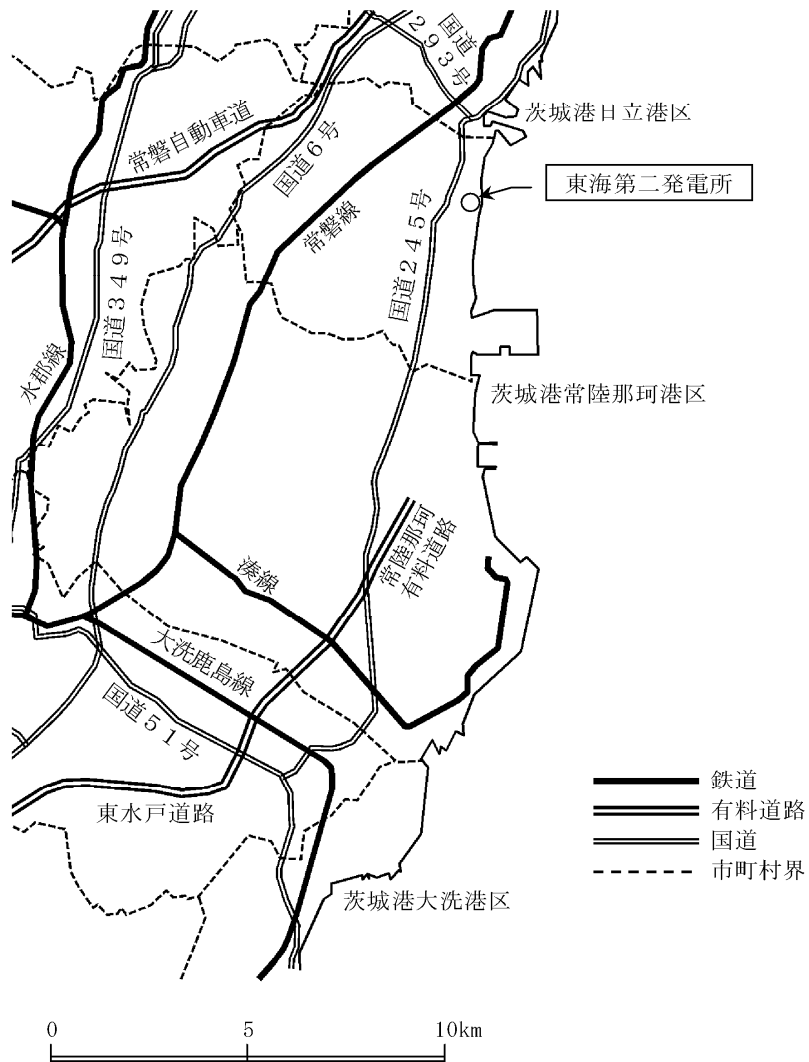 国道
293号
茨城港日立港区
常磐自動車道
国道6号
東海第二発電所
常磐線
国道245号
国道349号
水郡線
茨城港常陸那珂港区
常陸那珂
有料道路
湊線
大洗鹿島線
国道51号
東水戸道路
茨城港大洗港区
鉄道
有料道路
国道
市町村界
0 5 10km